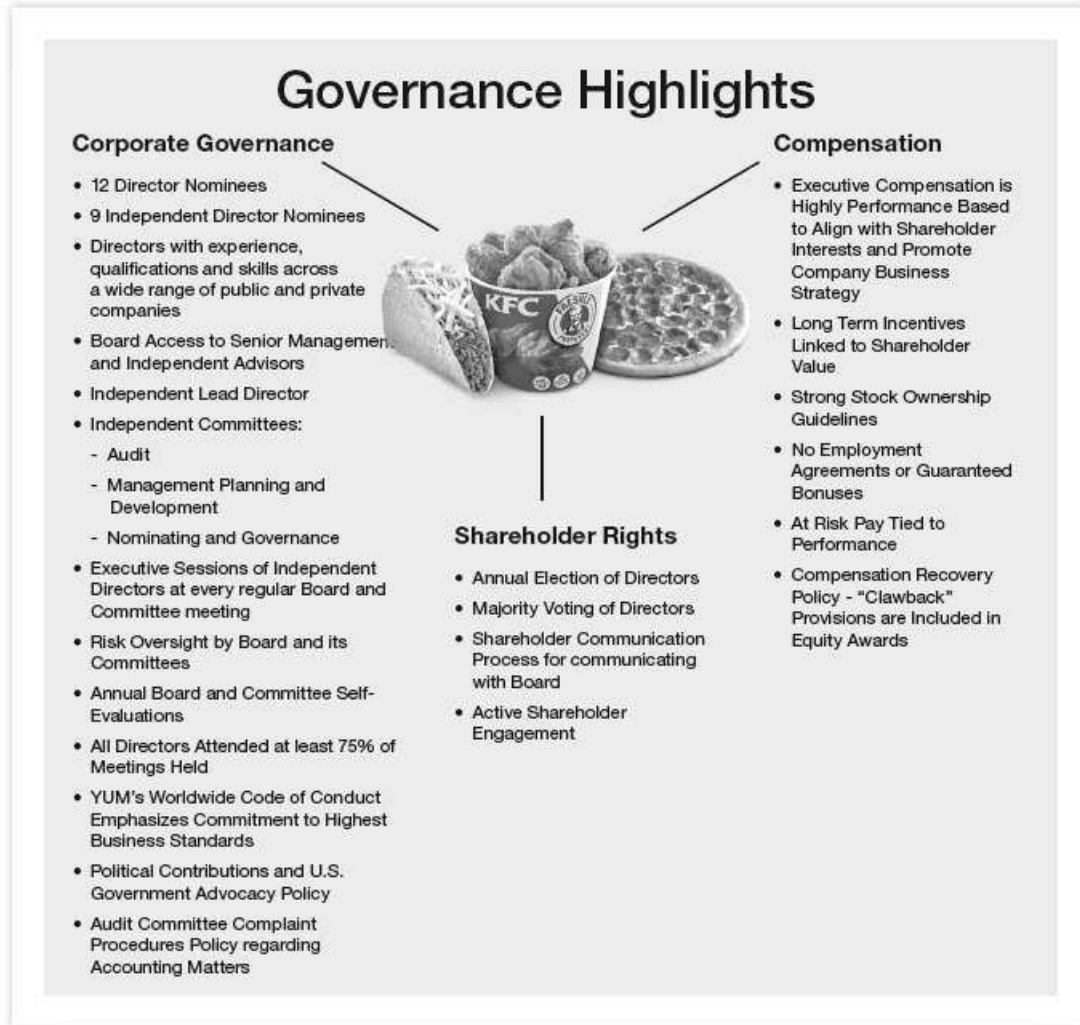 Governance Highlights
Corporate Governance
• 12 Director Nominees
• 9 Independent Director Nominees
• Directors with experience,
qualifications and skills across
a wide range of public and private
companies
• Board Access to Senior Managemen
and Independent Advisors
• Independent Lead Director
• Independent Committees:
- Audit
- Management Planning and
Development
- Nominating and Governance
• Executive Sessions of Independent
Directors at every regular Board and
Committee meeting
• Risk Oversight by Board and its
Committees
• Annual Board and Committee Self-
Evaluations
• All Directors Attended at least 75% of
Meetings Held
• YUM's Worldwide Code of Conduct
Emphasizes Commitment to Highest
Business Standards
• Political Contributions and U.S.
Government Advocacy Policy
• Audit Committee Complaint
Procedures Policy regarding
Accounting Matters
KFC
Shareholder Rights
• Annual Election of Directors
• Majority Voting of Directors
• Shareholder Communication
Process for communicating
with Board
• Active Shareholder
Engagement
Compensation
• Executive Compensation is
Highly Performance Based
to Align with Shareholder
Interests and Promote
Company Business
Strategy
• Long Term Incentives
Linked to Shareholder
Value
• Strong Stock Ownership
Guidelines
• No Employment
Agreements or Guaranteed
Bonuses
• At Risk Pay Tied to
Performance
• Compensation Recovery
Policy - “Clawback”
Provisions are Included in
Equity Awards